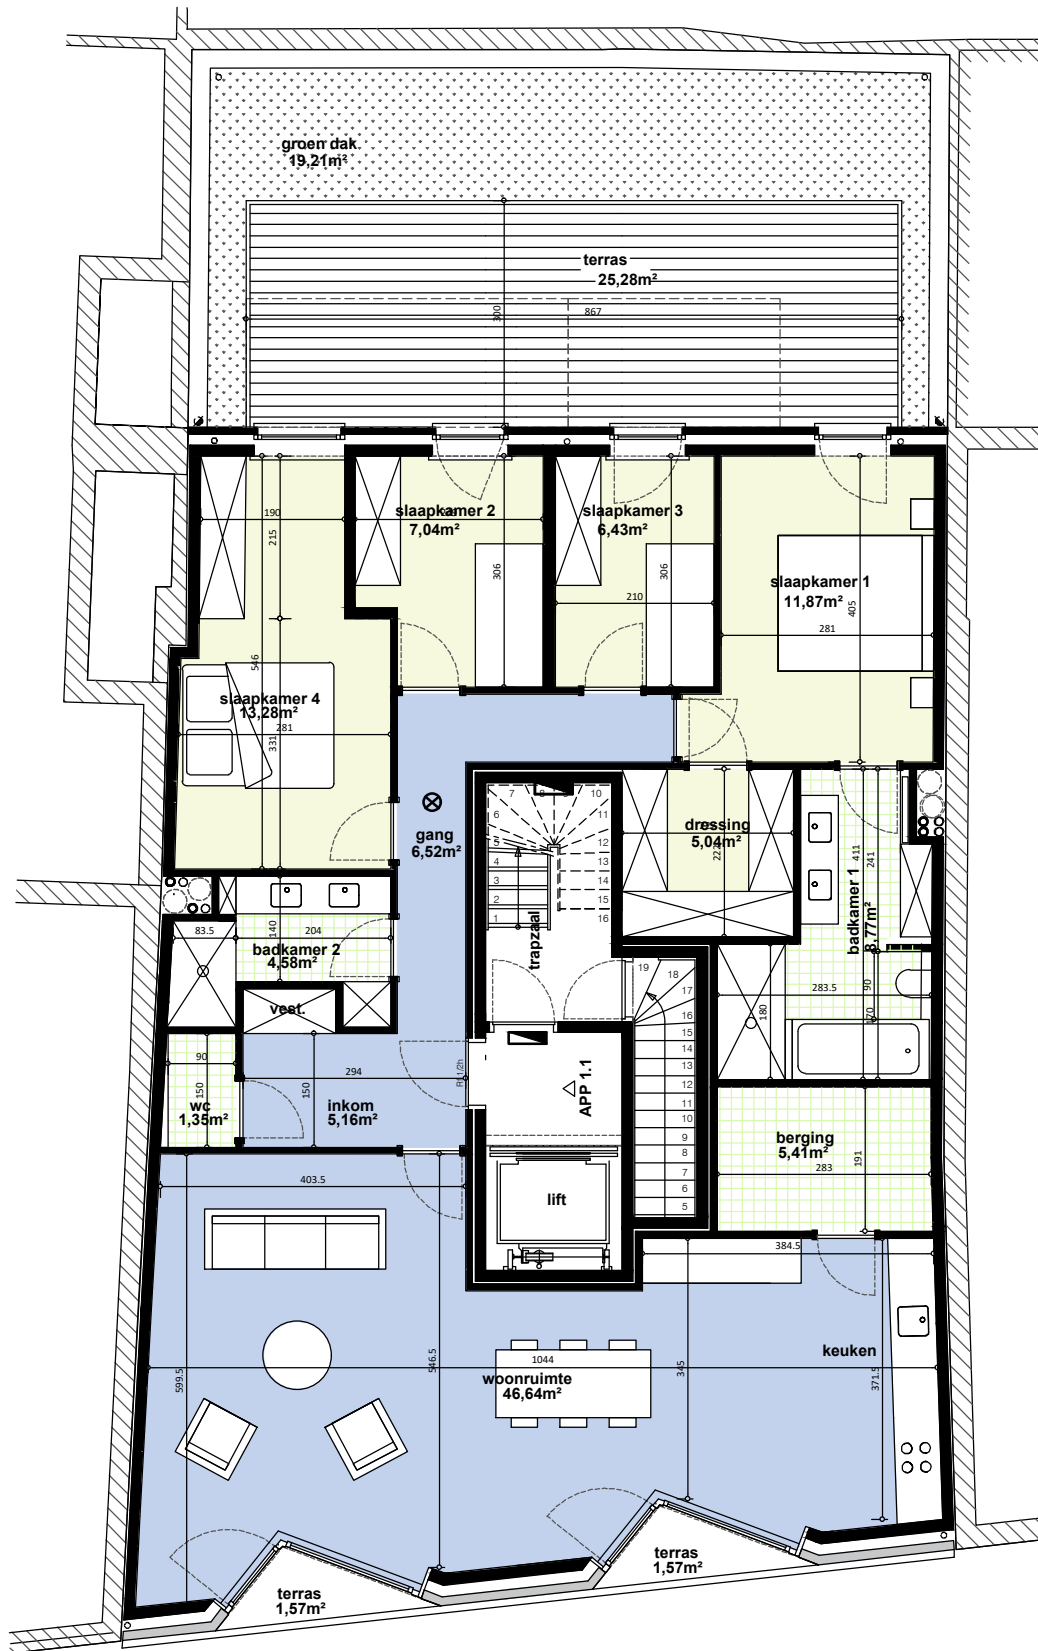 groen dak
19,21m²
terras
25,28m²
300
867
slaapkamer 2
7,04m²
slaapkamer 3
6,43m²
190
215
306
306
slaapkamer 1
11,87m²
210
405
281
546
slaapkamer 4
13,28m²
281
331
gang
6,52m²
7
8
10
6
11
5
12
4
13
3
14
2
15
1
16
trapzaal
dressing
5,04m²
411
241
badkamer 1
83.5
204
140
badkamer 2
4,58m²
vest.
19
18
17
16
15
14
13
12
11
10
9
8
7
6
5
283.5
180
90
170
90
150
wc
1,35m²
294
150
inkom
5,16m²
APP 1.1
berging
5,41m²
283
191
403.5
lift
384.5
599.5
546.5
1044
345
371.5
keuken
woonruimte
46,64m²
terras
1,57m²
terras
1,57m²